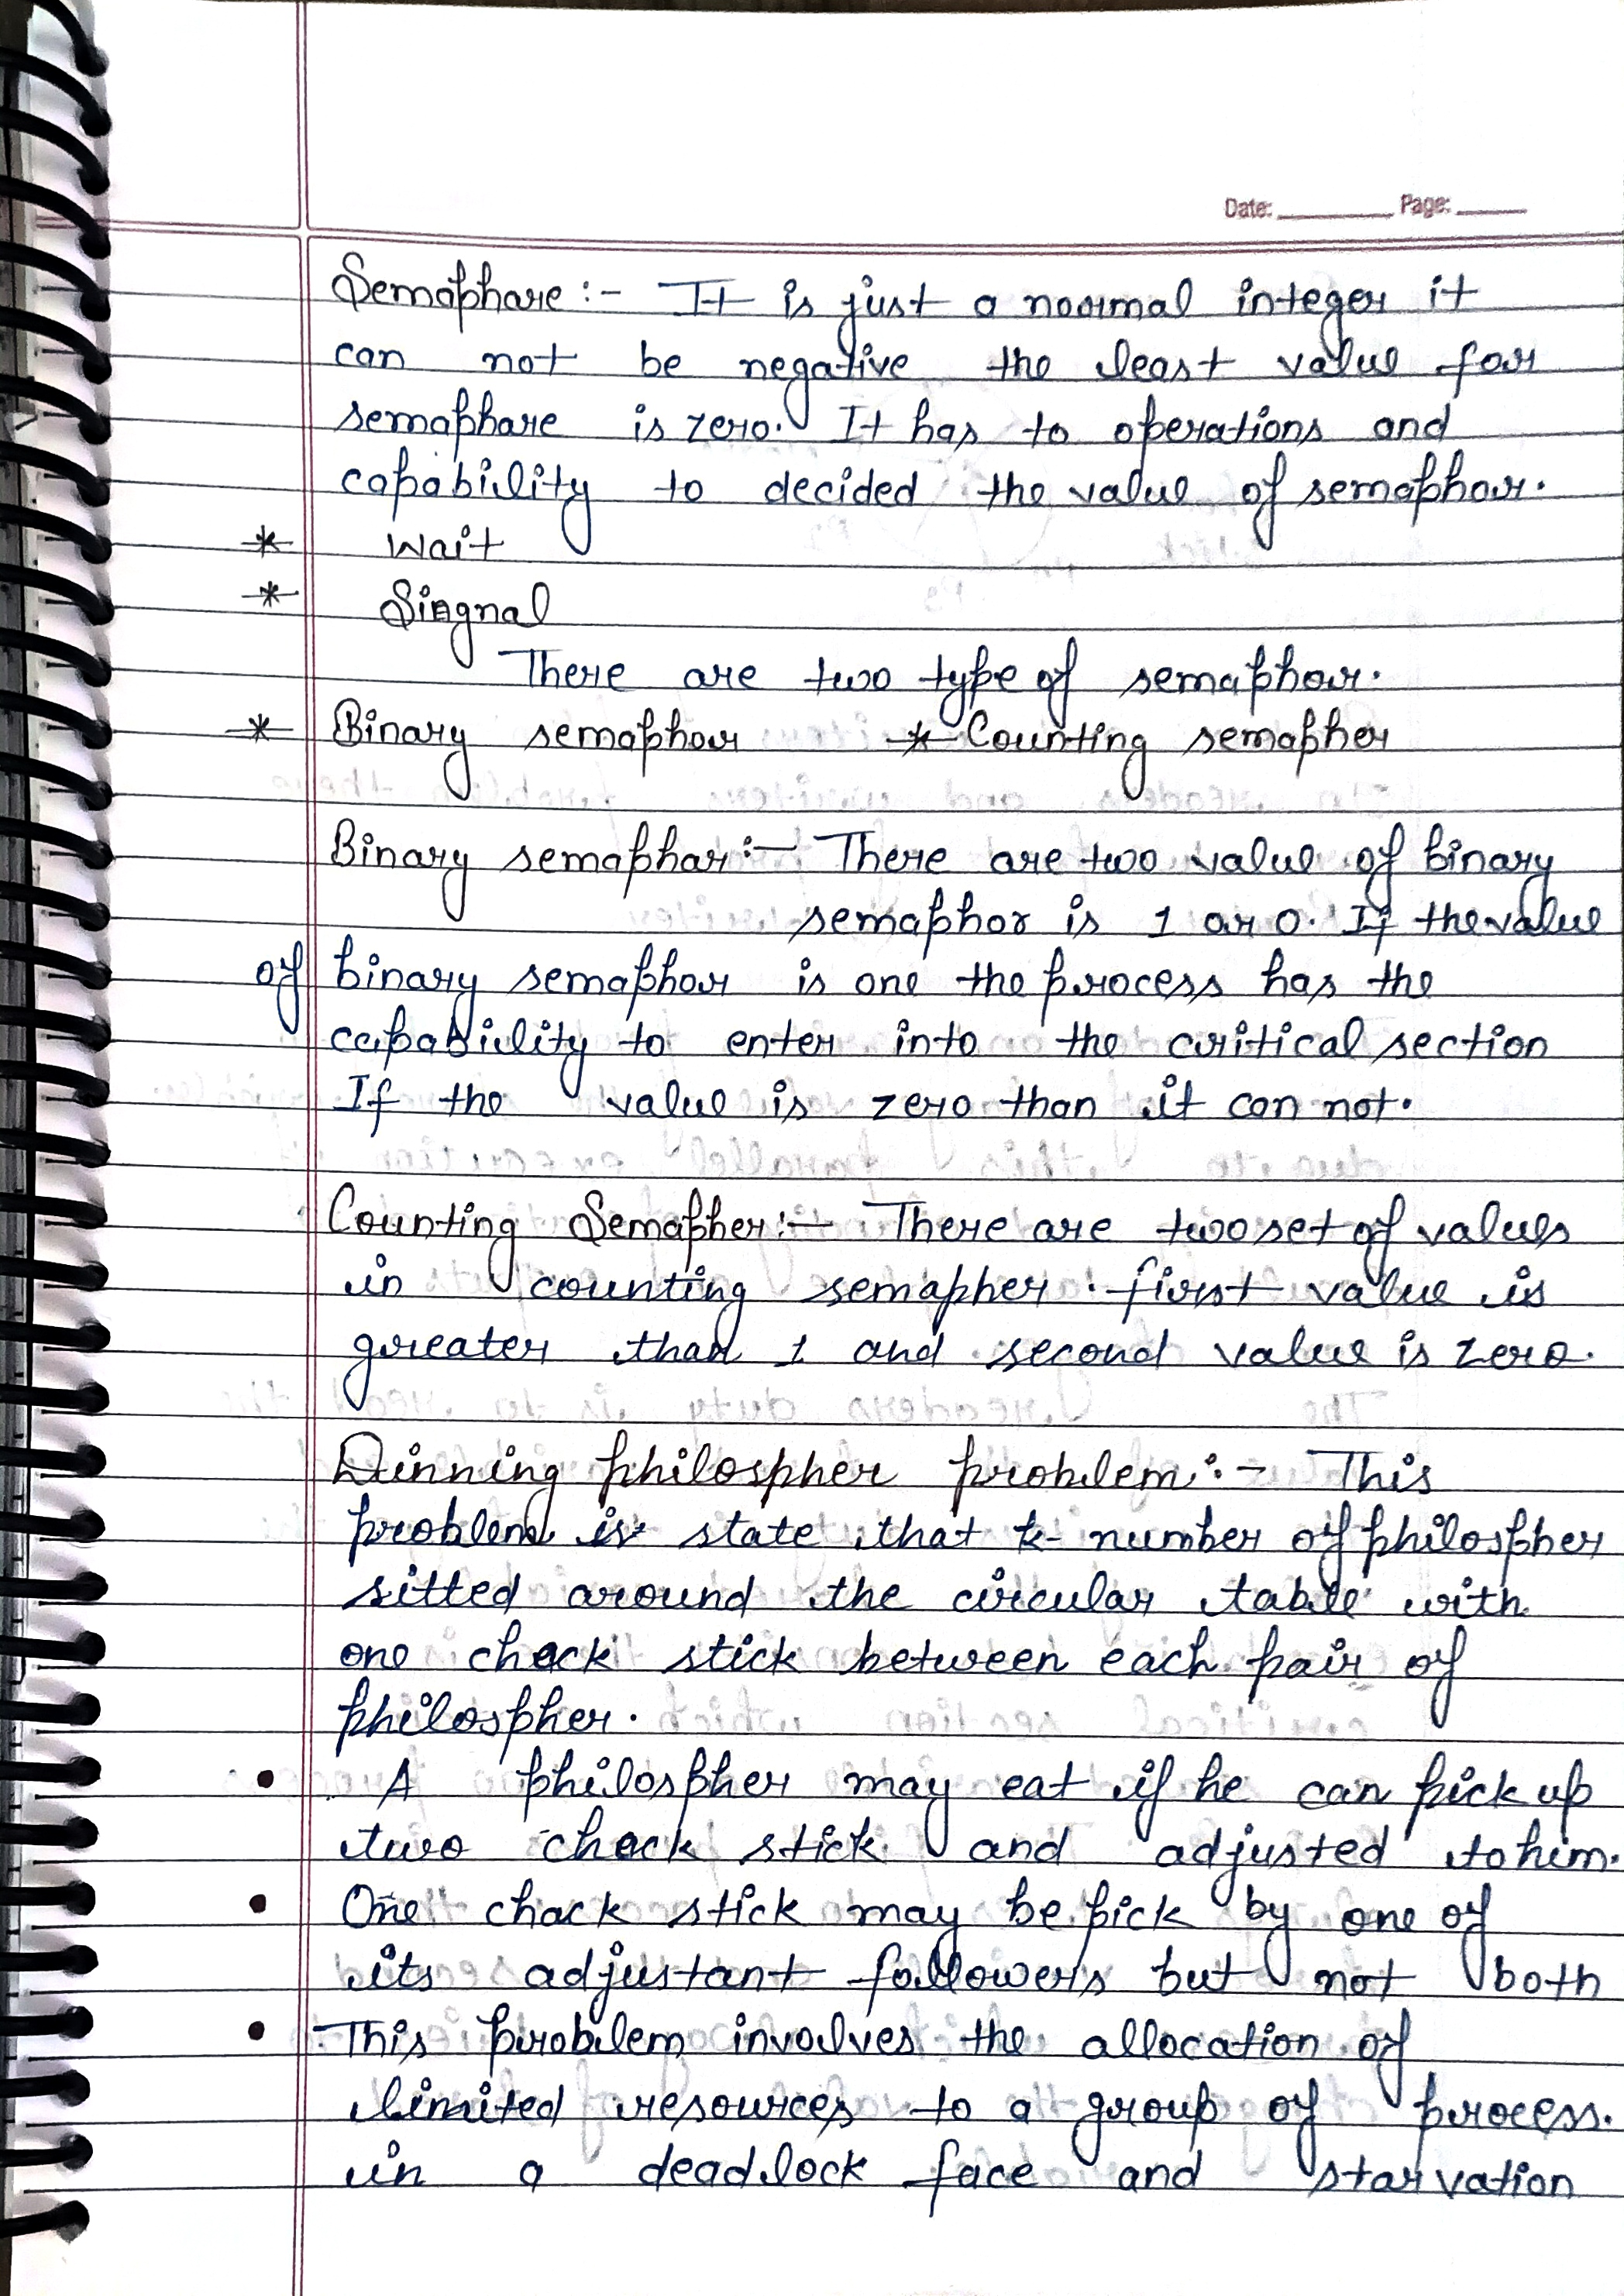 Date: Page:
Semaphare :- It is just a normal integer it
can not be negative the least value for
semaphare is zero. It has to operations and
capability to decided the value of semaphor.
* Wait
* Singnal
There are two type of semaphor.
* Binary semaphor * Counting semapher
Binary semaphar :- There are two value of binary
semaphor is 1 or 0. If the value
of binary semaphor is one the process has the
capability to enter into the critical section
If the value is zero than it can not.
Counting Semapher :- There are two set of values
in counting semapher. first value is
greater than 1 and second value is zero.
Dinning philospher problem :- This
problem is state that k- number of philospher
sitted around the circular table with
one chack stick between each pair of
philospher.
• A philospher may eat if he can pick up
two chack stick and adjusted to him.
• One chack stick may be pick by one of
its adjustant followers but not both
• This problem involves the allocation of
limited resources to a group of process.
in a deadlock face and starvation